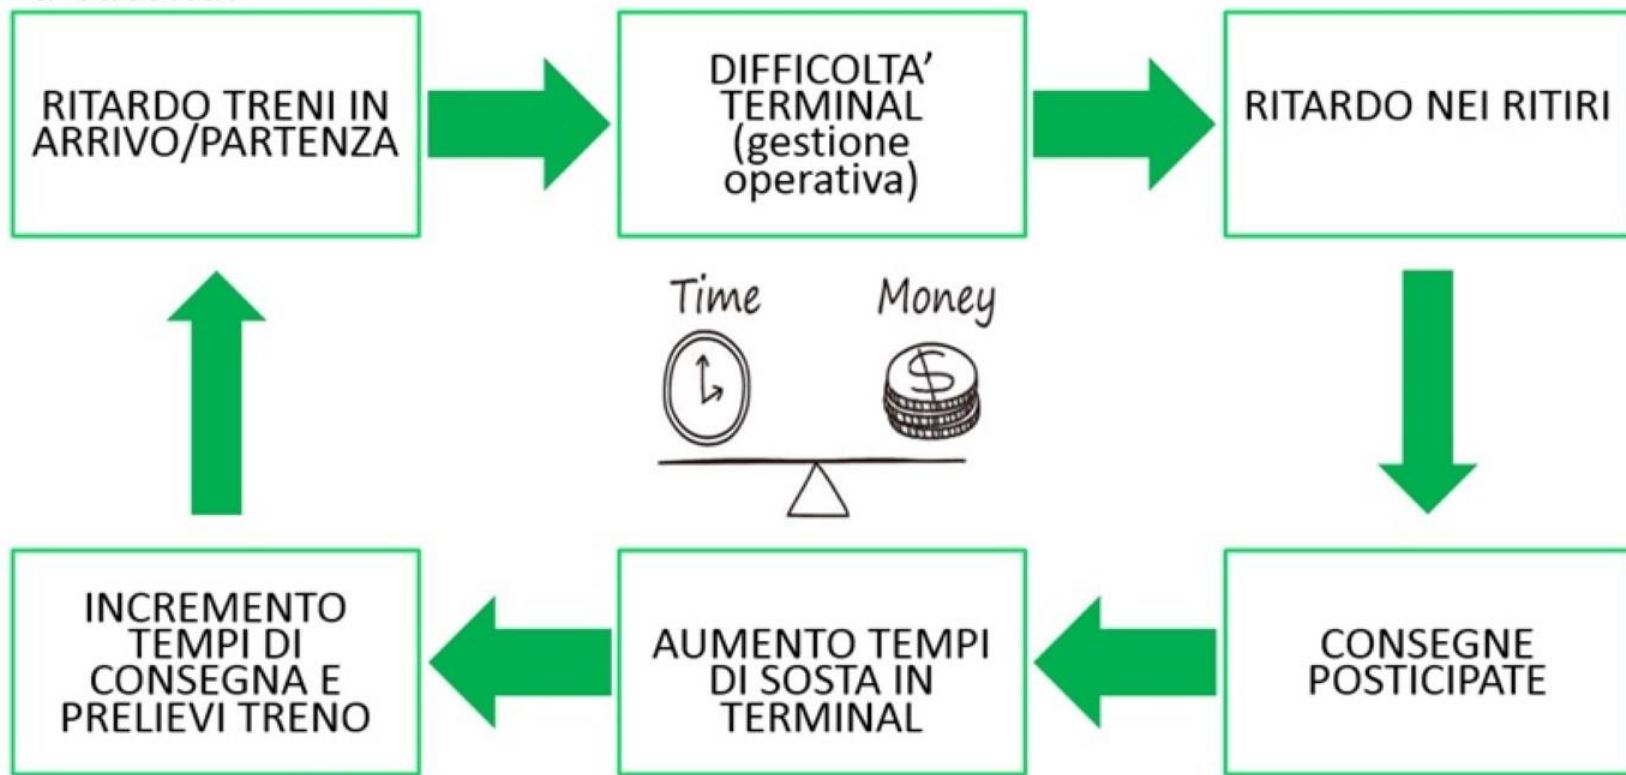 RITARDO TRENI IN
ARRIVO/PARTENZA
DIFFICOLTA’
TERMINAL
(gestione
operativa)
RITARDO NEI RITIRI
Time
Money
INCREMENTO
TEMPI DI
CONSEGNA E
PRELIEVI TRENO
AUMENTO TEMPI
DI SOSTA IN
TERMINAL
CONSEGNE
POSTICIPATE